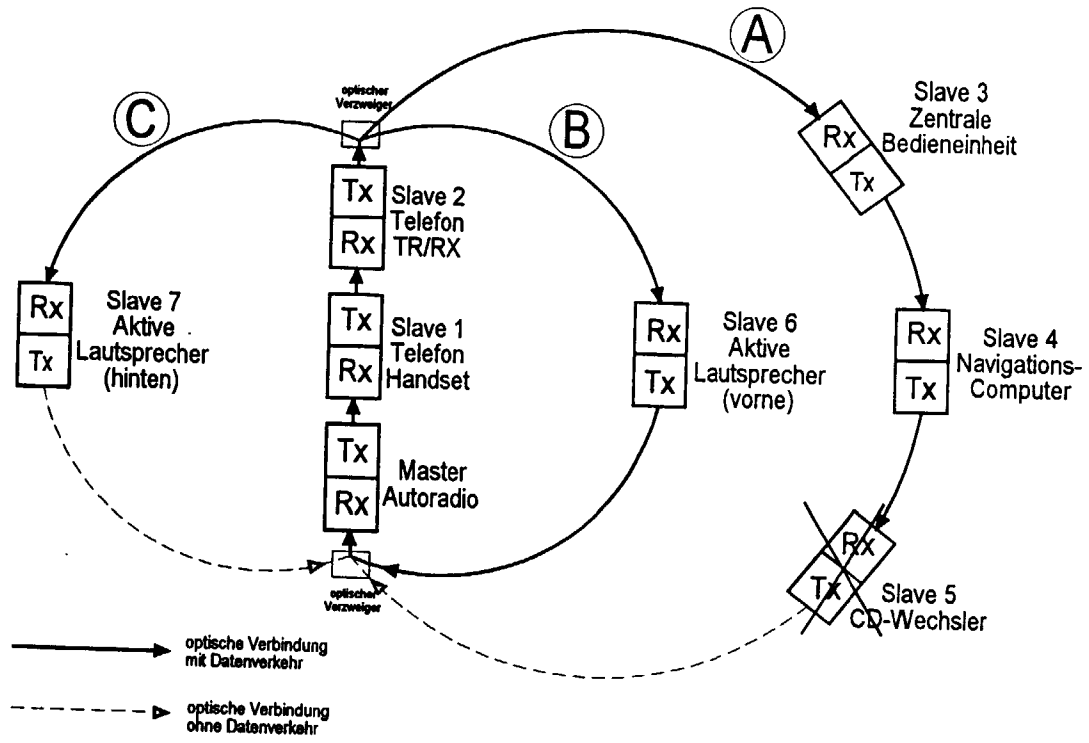 A
C
optischer
Verzweiger
B
Slave 3
Zentrale
Bedieneinheit
Rx
Tx
Tx
Rx
Slave 2
Telefon
TR/RX
Rx
Tx
Slave 7
Aktive
Lautsprecher
(hinten)
Tx
Rx
Slave 1
Telefon
Handset
Rx
Tx
Slave 6
Aktive
Lautsprecher
(vorne)
Rx
Tx
Slave 4
Navigations-
Computer
Tx
Rx
Master
Autoradio
Rx
Tx
Slave 5
CD-Wechsler
optischer
Verzweiger
optische Verbindung
mit Datenverkehr
optische Verbindung
ohne Datenverkehr